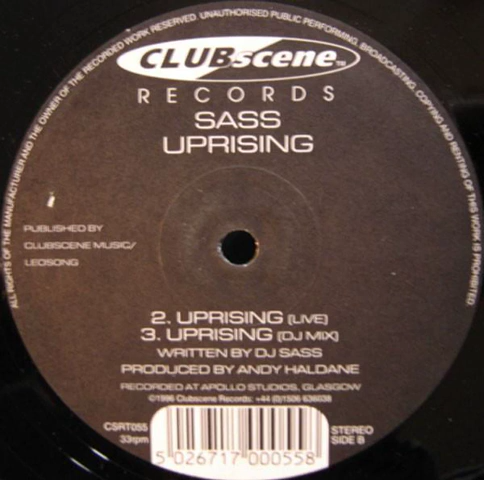 ALL RIGHTS OF THE MANUFACTURER AND THE OWNER OF THE RECORDED WORK RESERVED. UNAUTHORISED PUBLIC PERFORMING, BROADCASTING, COPYING AND RENTING OF THIS WORK IS PROHIBITED.
CLUBscene TM
RECORDS
SASS
UPRISING
PUBLISHED BY
CLUBSCENE MUSIC/
LEOSONG
2. UPRISING (LIVE)
3. UPRISING (DJ MIX)
WRITTEN BY DJ SASS
PRODUCED BY ANDY HALDANE
RECORDED AT APOLLO STUDIOS, GLASGOW
©1996 Clubscene Records: +44 (0)1506 636038
CSRT055
33rpm
5 026717 000558
STEREO
SIDE B